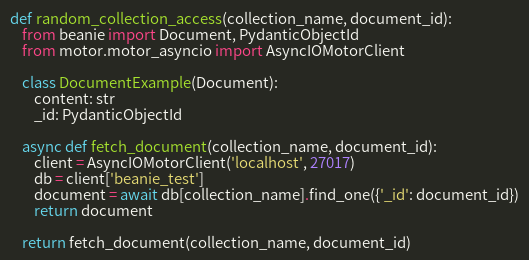 def random_collection_access(collection_name, document_id):
from beanie import Document, PydanticObjectId
from motor.motor_asyncio import AsyncIOMotorClient
class DocumentExample(Document):
content: str
_id: PydanticObjectId
async def fetch_document(collection_name, document_id):
client = AsyncIOMotorClient('localhost', 27017)
db = client['beanie_test']
document = await db[collection_name].find_one({'_id': document_id})
return document
return fetch_document(collection_name, document_id)